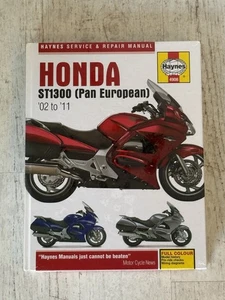 HAYNES SERVICE & REPAIR MANUAL
HONDA
Haynes
4908
ST1300 (Pan European)
'02 to '11
"Haynes Manuals just cannot be beaten"
Motor Cycle News
FULL COLOUR